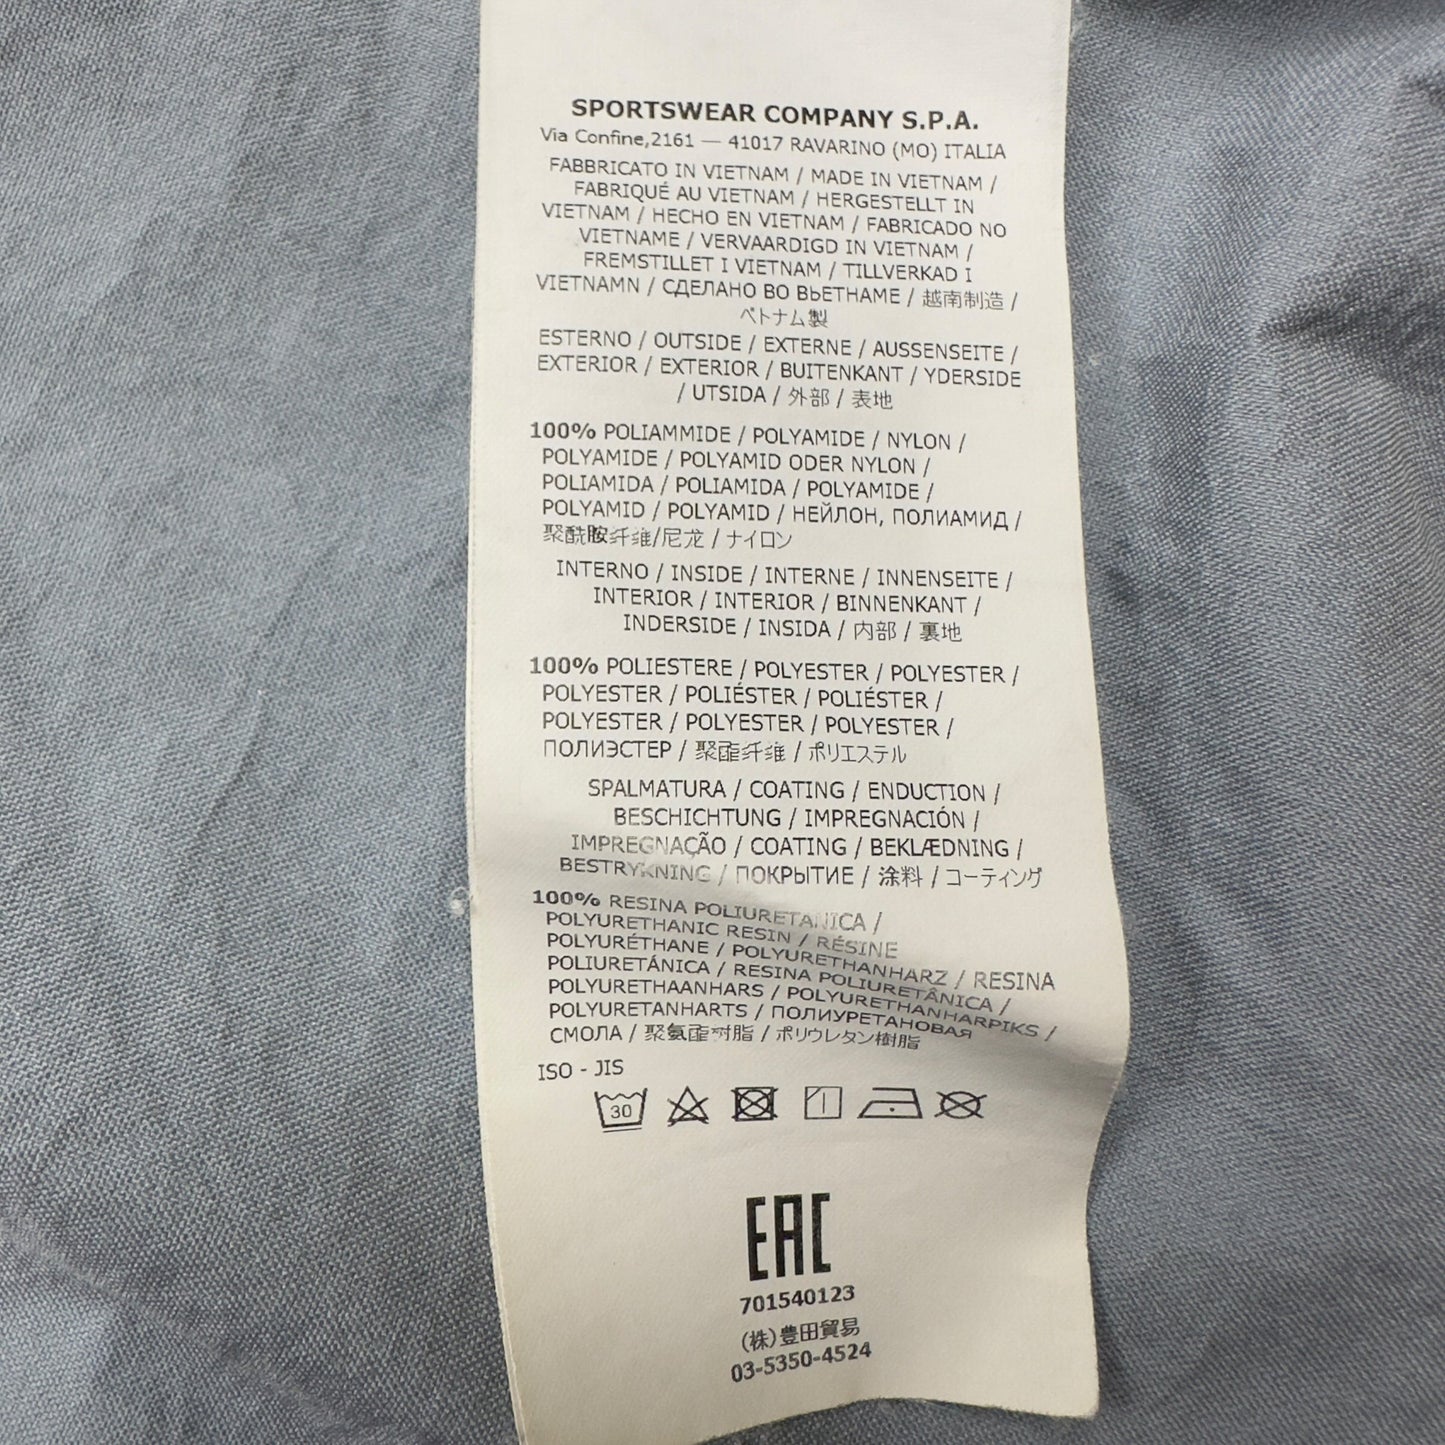 SPORTSWEAR COMPANY S.P.A.
Via Confine,2161 — 41017 RAVARINO (MO) ITALIA
FABBRICATO IN VIETNAM / MADE IN VIETNAM /
FABRIQUÉ AU VIETNAM / HERGESTELLT IN
VIETNAM / HECHO EN VIETNAM / FABRICADO NO
VIETNAME / VERVAARDIGD IN VIETNAM /
FREMSTILLET I VIETNAM / TILLVERKAD I
VIETNAMN / СДЕЛАНО ВО ВЬЕТНАМЕ / 越南制造 /
ベトナム製
ESTERNO / OUTSIDE / EXTERNE / AUSSENSEITE /
EXTERIOR / EXTERIOR / BUITENKANT / YDERSIDE
/ UTSIDA / 外部 / 表地
100% POLIAMMIDE / POLYAMIDE / NYLON /
POLYAMIDE / POLYAMID ODER NYLON /
POLIAMIDA / POLIAMIDA / POLYAMIDE /
POLYAMID / POLYAMID / НЕЙЛОН, ПОЛИАМИД /
聚酰胺纤维/尼龙 / ナイロン
INTERNO / INSIDE / INTERNE / INNENSEITE /
INTERIOR / INTERIOR / BINNENKANT /
INDERSIDE / INSIDA / 内部 / 裏地
100% POLIESTERE / POLYESTER / POLYESTER /
POLYESTER / POLIÉSTER / POLIÉSTER /
POLYESTER / POLYESTER / POLYESTER /
ПОЛИЭСТЕР / 聚酯纤维 / ポリエステル
SPALMATURA / COATING / ENDUCTION /
BESCHICHTUNG / IMPREGNACIÓN /
IMPREGNAÇÃO / COATING / BEKLÆDNING /
BESTRYKNING / ПОКРЫТИЕ / 涂料 / コーティング
100% RESINA POLIURETANICA /
POLYURETHANIC RESIN / RÉSINE
POLYURÉTHANE / POLYURETHANHARZ / RESINA
POLIURETÁNICA / RESINA POLIURETÂNICA /
POLYURETHAANHARS / POLYURETHANHARPIKS /
POLYURETANHARTS / ПОЛИУРЕТАНОВАЯ
СМОЛА / 聚氨酯树脂 / ポリウレタン樹脂
ISO - JIS
30
EAC
701540123
(株)豊田貿易
03-5350-4524